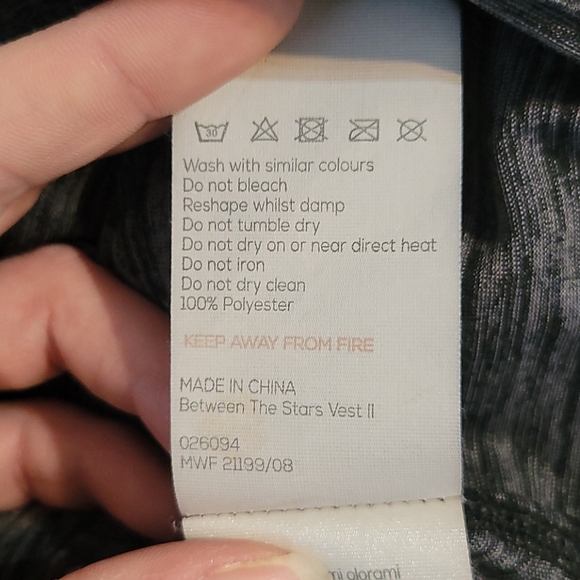 30
Wash with similar colours
Do not bleach
Reshape whilst damp
Do not tumble dry
Do not dry on or near direct heat
Do not iron
Do not dry clean
100% Polyester
KEEP AWAY FROM FIRE
MADE IN CHINA
Between The Stars Vest II
026094
MWF 21199/08